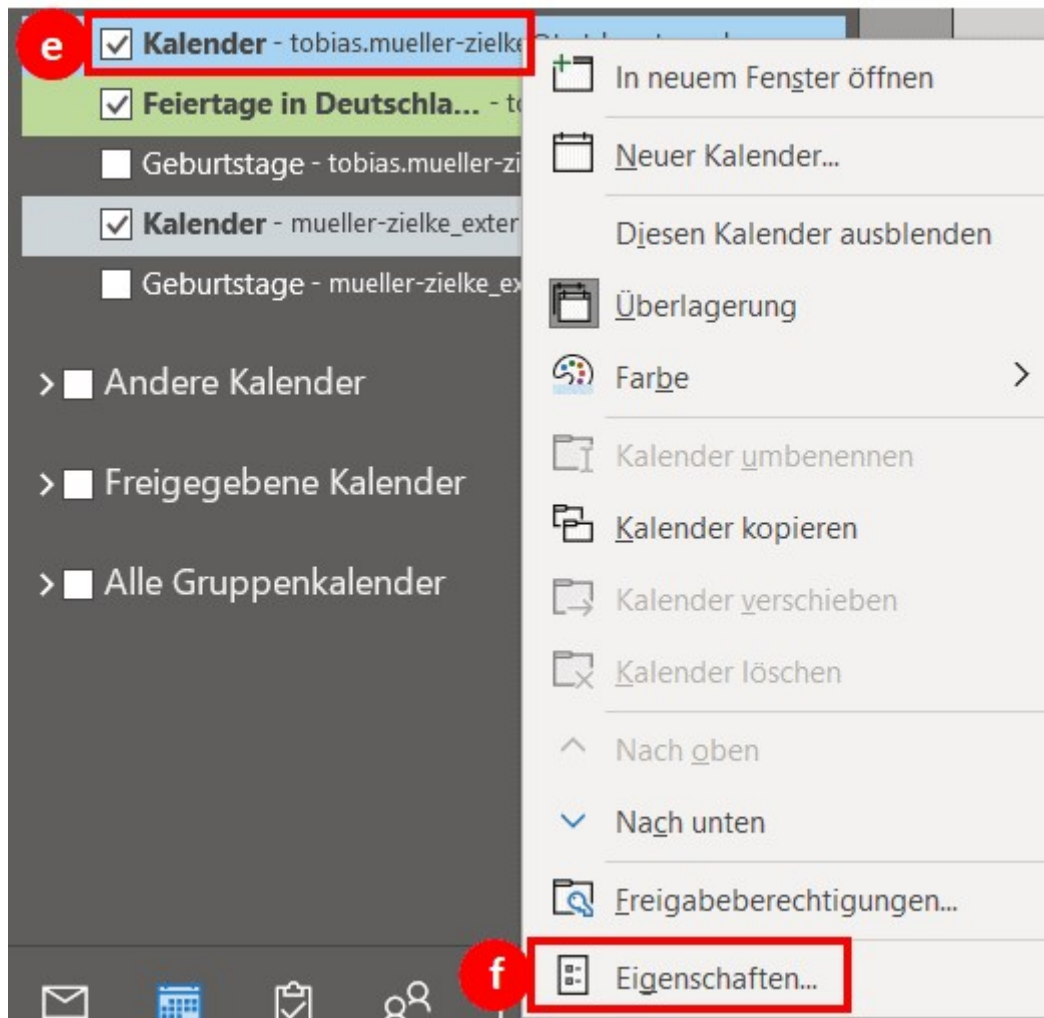 e
Kalender - tobias.mueller-zielke
Feiertage in Deutschla... - to
Geburtstage - tobias.mueller-zi
Kalender - mueller-zielke_exter
Geburtstage - mueller-zielke_ex
Andere Kalender
Freigegebene Kalender
Alle Gruppenkalender
In neuem Fenster öffnen
Neuer Kalender...
Diesen Kalender ausblenden
Überlagerung
Farbe
Kalender umbenennen
Kalender kopieren
Kalender verschieben
Kalender löschen
Nach oben
Nach unten
Freigabeberechtigungen...
f
Eigenschaften...